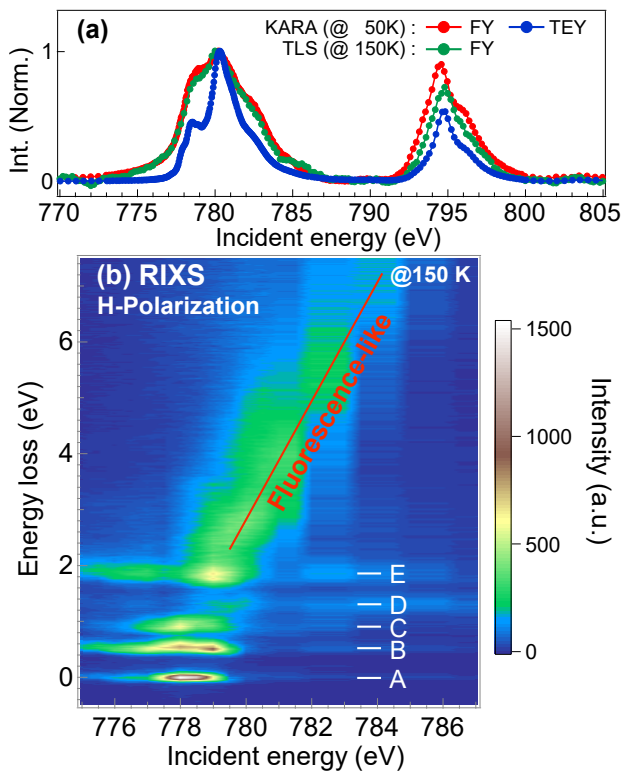 (a)
KARA (@ 50K) : FY TEY
TLS (@ 150K) : FY
Int. (Norm.)
1
0
770 775 780 785 790 795 800 805
Incident energy (eV)
(b) RIXS
@150 K
H-Polarization
Fluorescence-like
Energy loss (eV)
6
4
2
0
E
D
C
B
A
776 778 780 782 784 786
Incident energy (eV)
1500
1000
500
0
Intensity (a.u.)